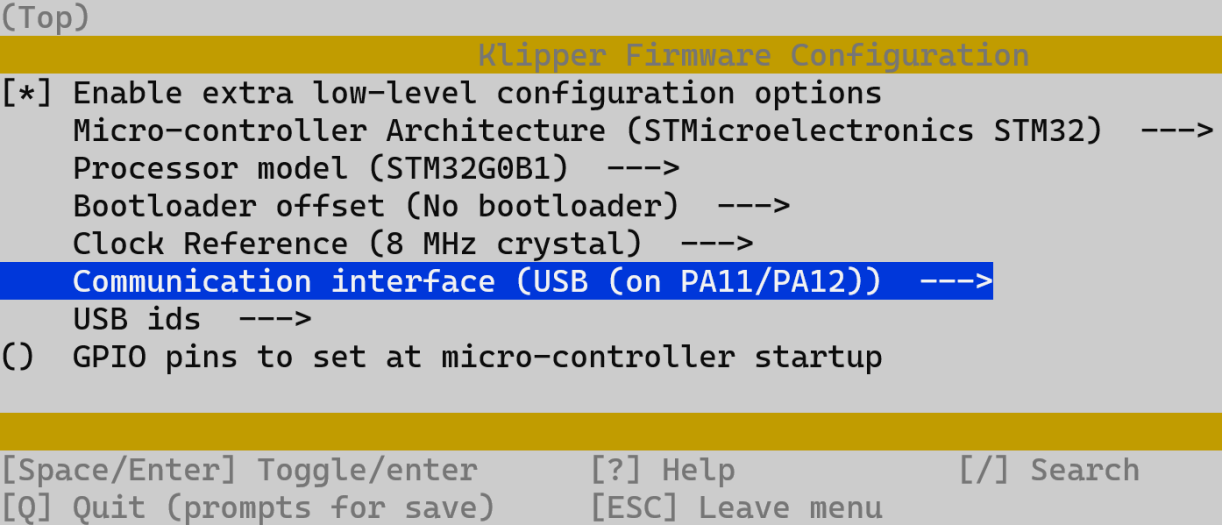 (Top)
Klipper Firmware Configuration
[*] Enable extra low-level configuration options
Micro-controller Architecture (STMicroelectronics STM32) --->
Processor model (STM32G0B1) --->
Bootloader offset (No bootloader) --->
Clock Reference (8 MHz crystal) --->
Communication interface (USB (on PA11/PA12)) --->
USB ids --->
() GPIO pins to set at micro-controller startup
[Space/Enter] Toggle/enter [?] Help [/] Search
[Q] Quit (prompts for save) [ESC] Leave menu